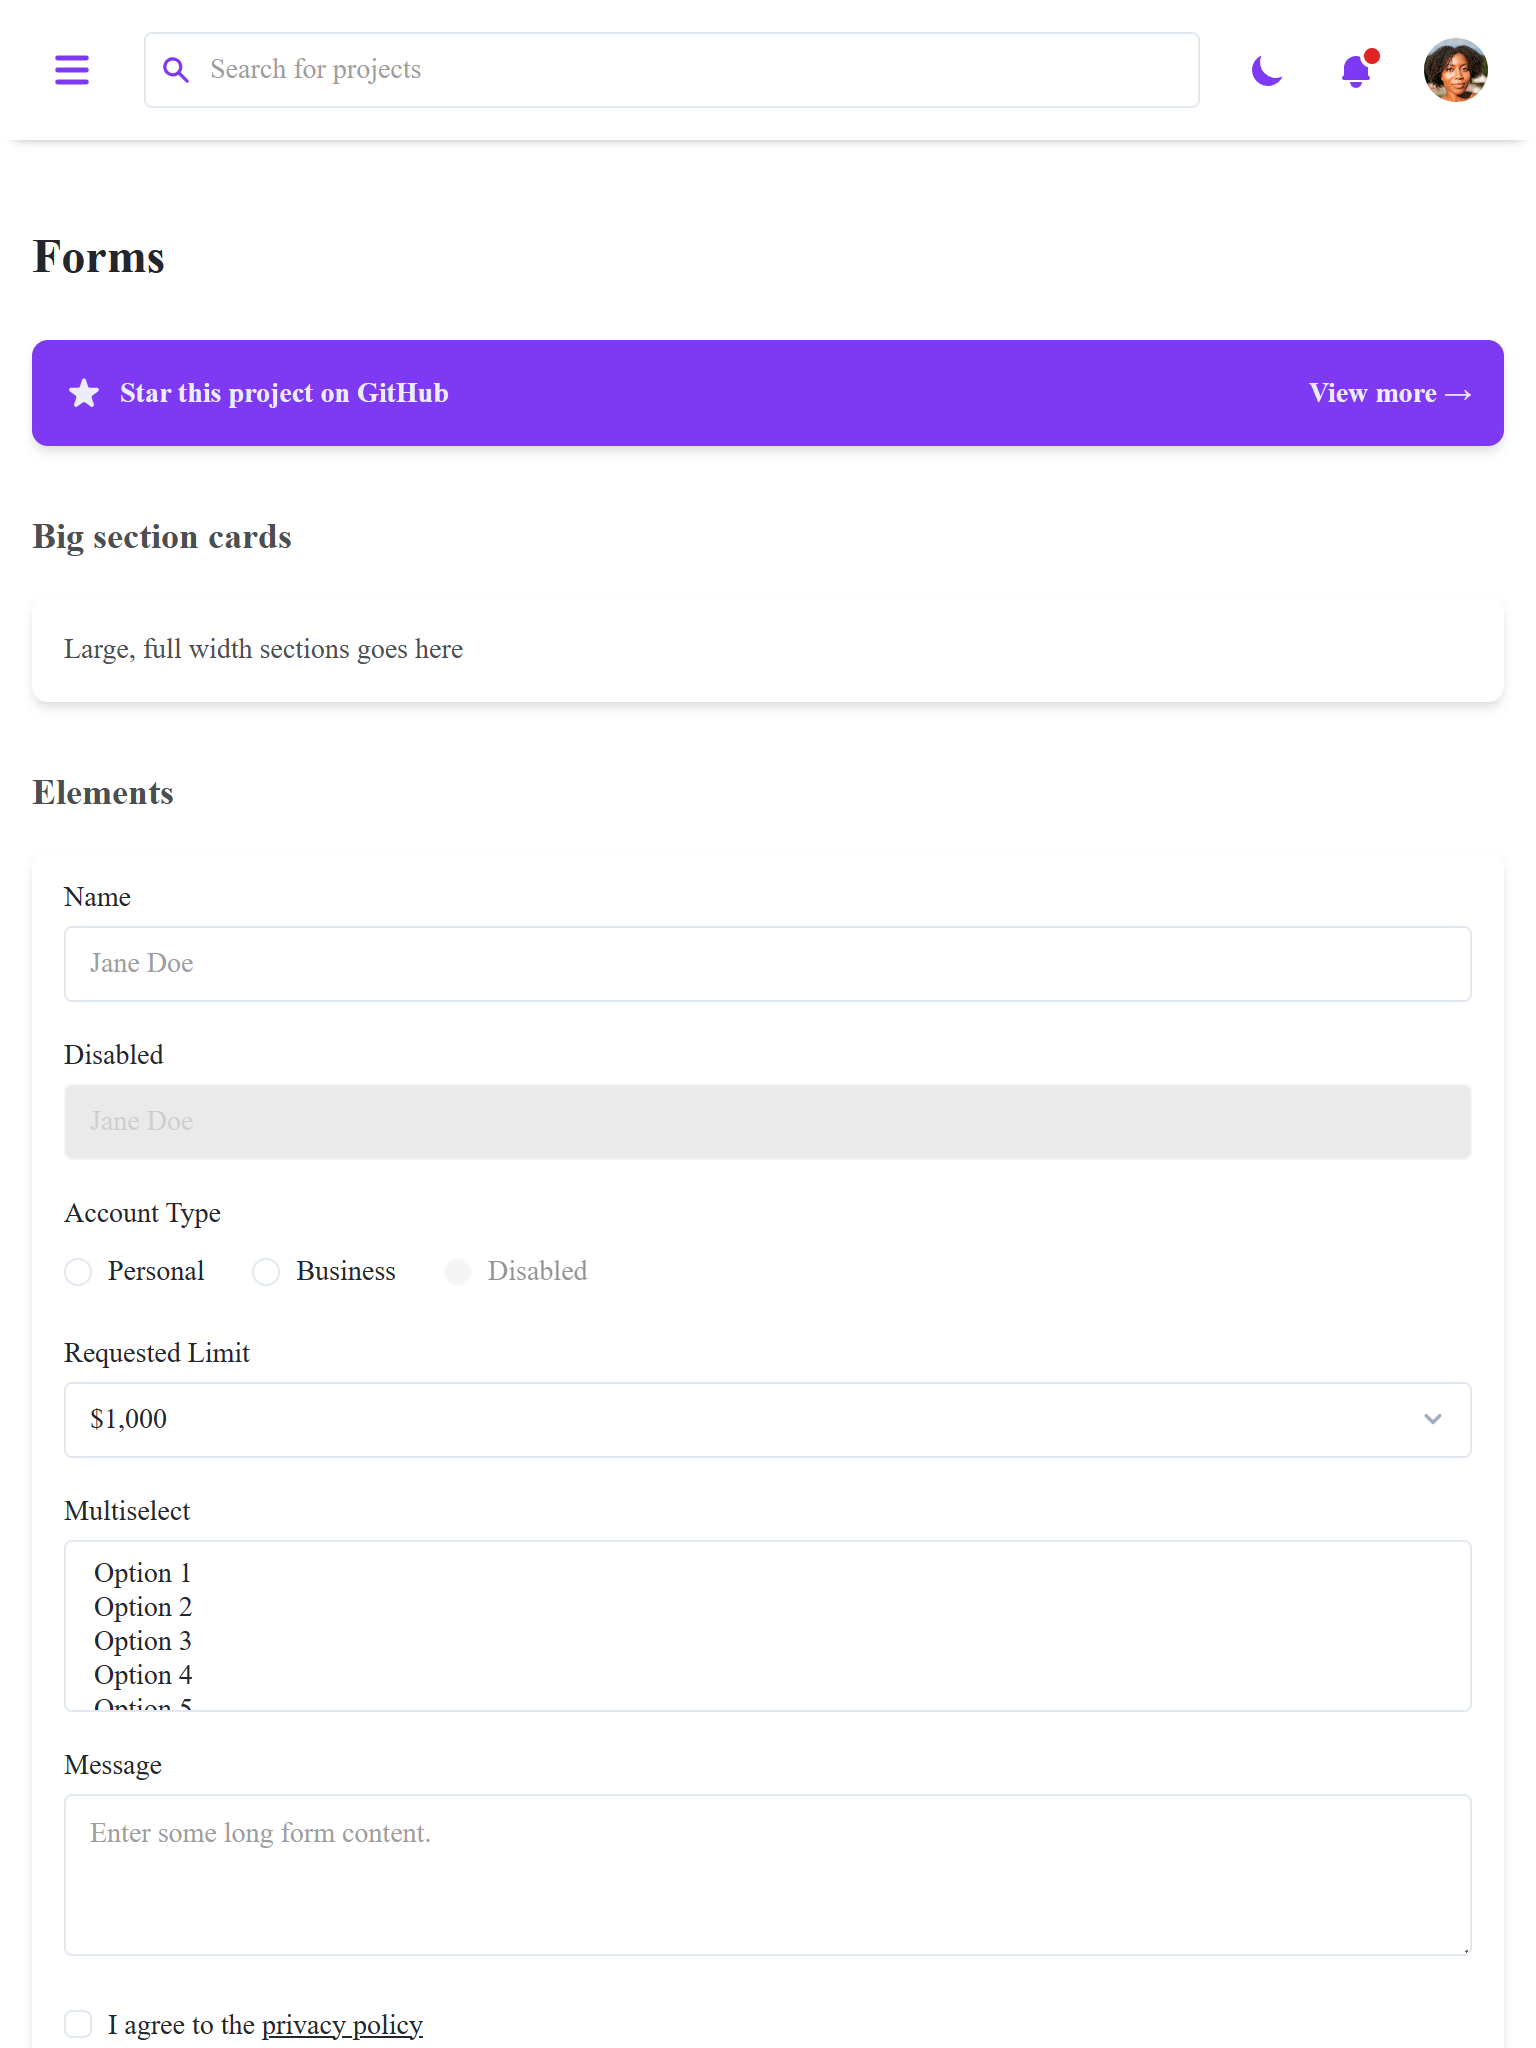 Search for projects
Forms
Star this project on GitHub
View more →
Big section cards
Large, full width sections goes here
Elements
Name
Jane Doe
Disabled
Jane Doe
Account Type
Personal
Business
Disabled
Requested Limit
$1,000
Multiselect
Option 1
Option 2
Option 3
Option 4
Option 5
Message
Enter some long form content.
I agree to the privacy policy